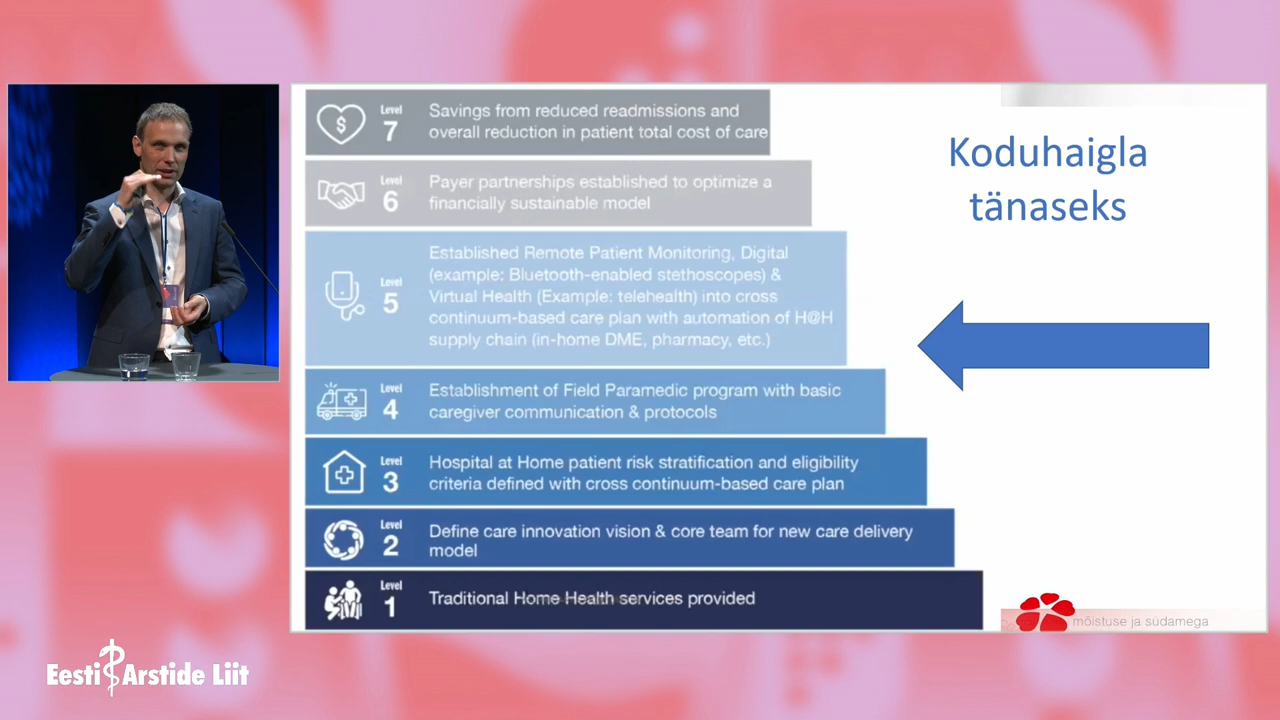 Level
7
Savings from reduced readmissions and
overall reduction in patient total cost of care
Level
6
Payer partnerships established to optimize a
financially sustainable model
Level
5
Established Remote Patient Monitoring, Digital
(example: Bluetooth-enabled stethoscopes) &
Virtual Health (Example: telehealth) into cross
continuum-based care plan with automation of H@H
supply chain (in-home DME, pharmacy, etc.)
Level
4
Establishment of Field Paramedic program with basic
caregiver communication & protocols
Level
3
Hospital at Home patient risk stratification and eligibility
criteria defined with cross continuum-based care plan
Level
2
Define care innovation vision & core team for new care delivery
model
Level
1
Traditional Home Health services provided
Koduhaigla
tänaseks
mõistuse ja südamega
Eesti Arstide Liit